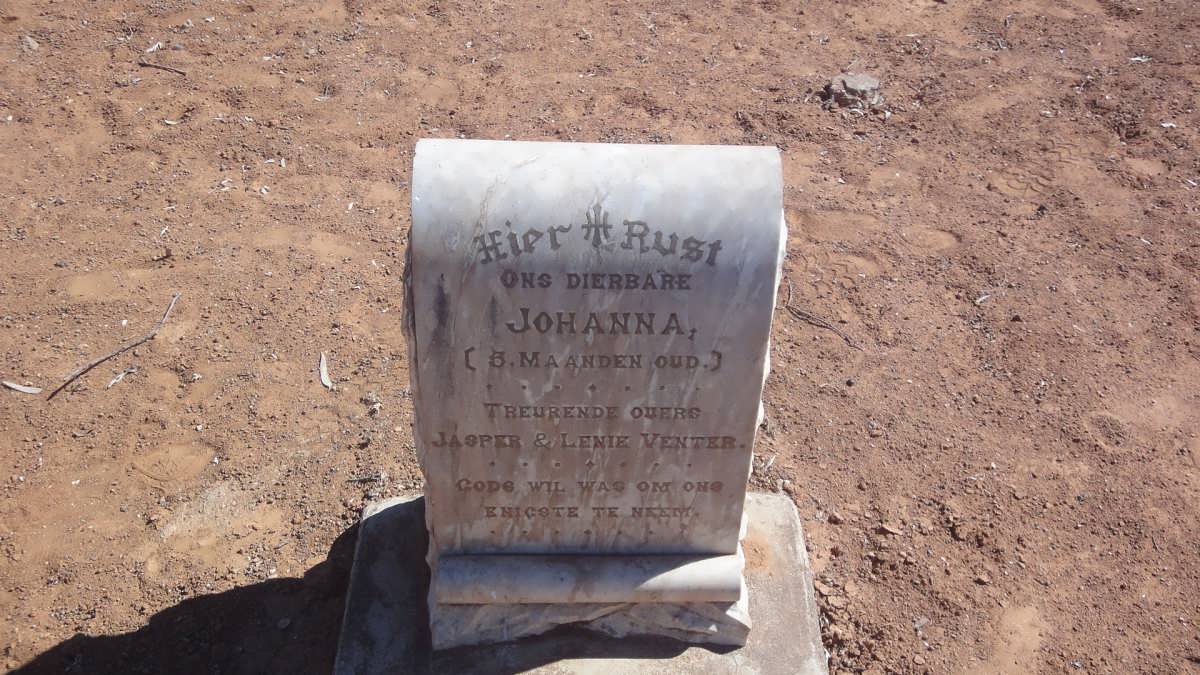 Hier Rust
ONS DIERBARE
JOHANNA,
(5. MAANDEN OUD.)
TREURENDE OUERS
JASPER & LENIE VENTER.
GODS WIL WAS OM ONS
ENIGSTE TE NEEM.